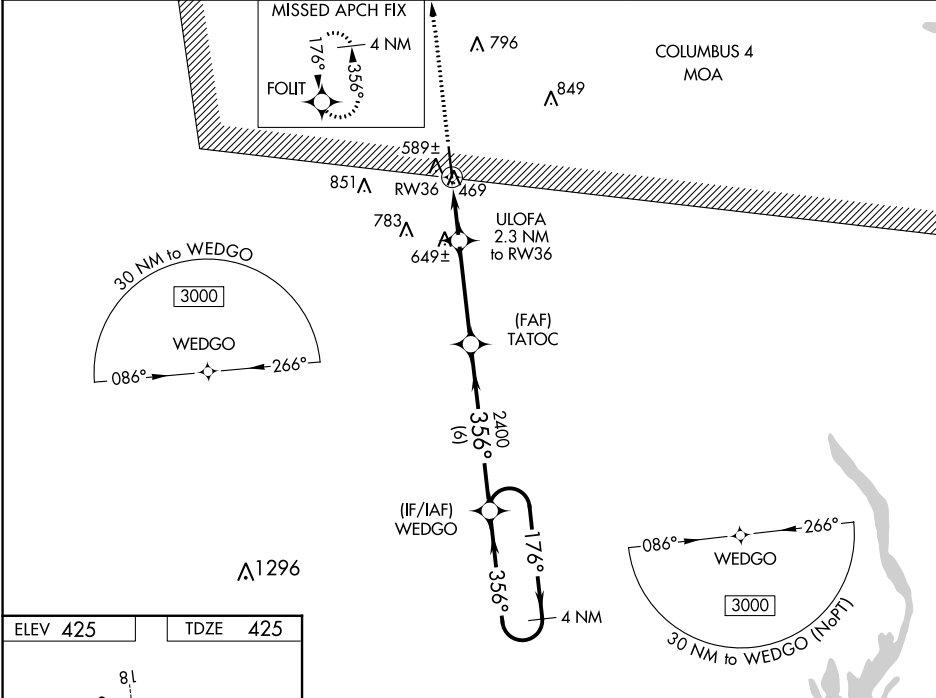 MISSED APCH FIX
4 NM
176°
356°
FOLIT
796
849
COLUMBUS 4
MOA
589±
851
RW36
469
783
649±
ULOFA
2.3 NM
to RW36
30 NM to WEDGO
3000
WEDGO
086°
266°
(FAF)
TATOC
2400
356°
(6)
(IF/IAF)
WEDGO
176°
356°
4 NM
1296
086°
266°
WEDGO
3000
30 NM to WEDGO (NoPT)
ELEV 425
TDZE 425
18